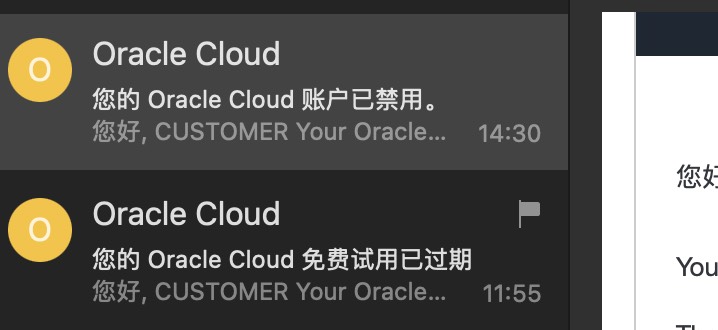 O
Oracle Cloud
您的 Oracle Cloud 账户已禁用。
您好, CUSTOMER Your Oracle... 14:30
O
Oracle Cloud
您的 Oracle Cloud 免费试用已过期
您好, CUSTOMER Your Oracle... 11:55
您好
You